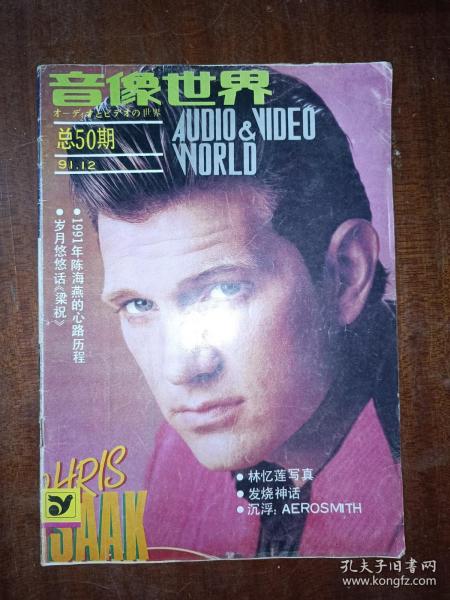 音像世界
オーディオとビデオの世界
AUDIO & VIDEO
WORLD
总50期
91.12
●1991年陈海燕的心路历程
●岁月悠悠话《梁祝》
●林忆莲写真
●发烧神话
●沉浮：AEROSMITH
CHRIS
ISAAK
孔夫子旧书网
www.kongfz.com